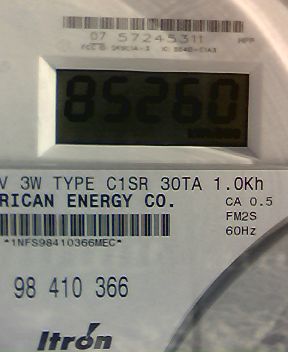 07 57245311
85260
V 3W TYPE C1SR 30TA 1.0Kh
RICAN ENERGY CO.
CA 0.5
FM2S
60Hz
*1NFS98410366MEC*
98 410 366
Itron